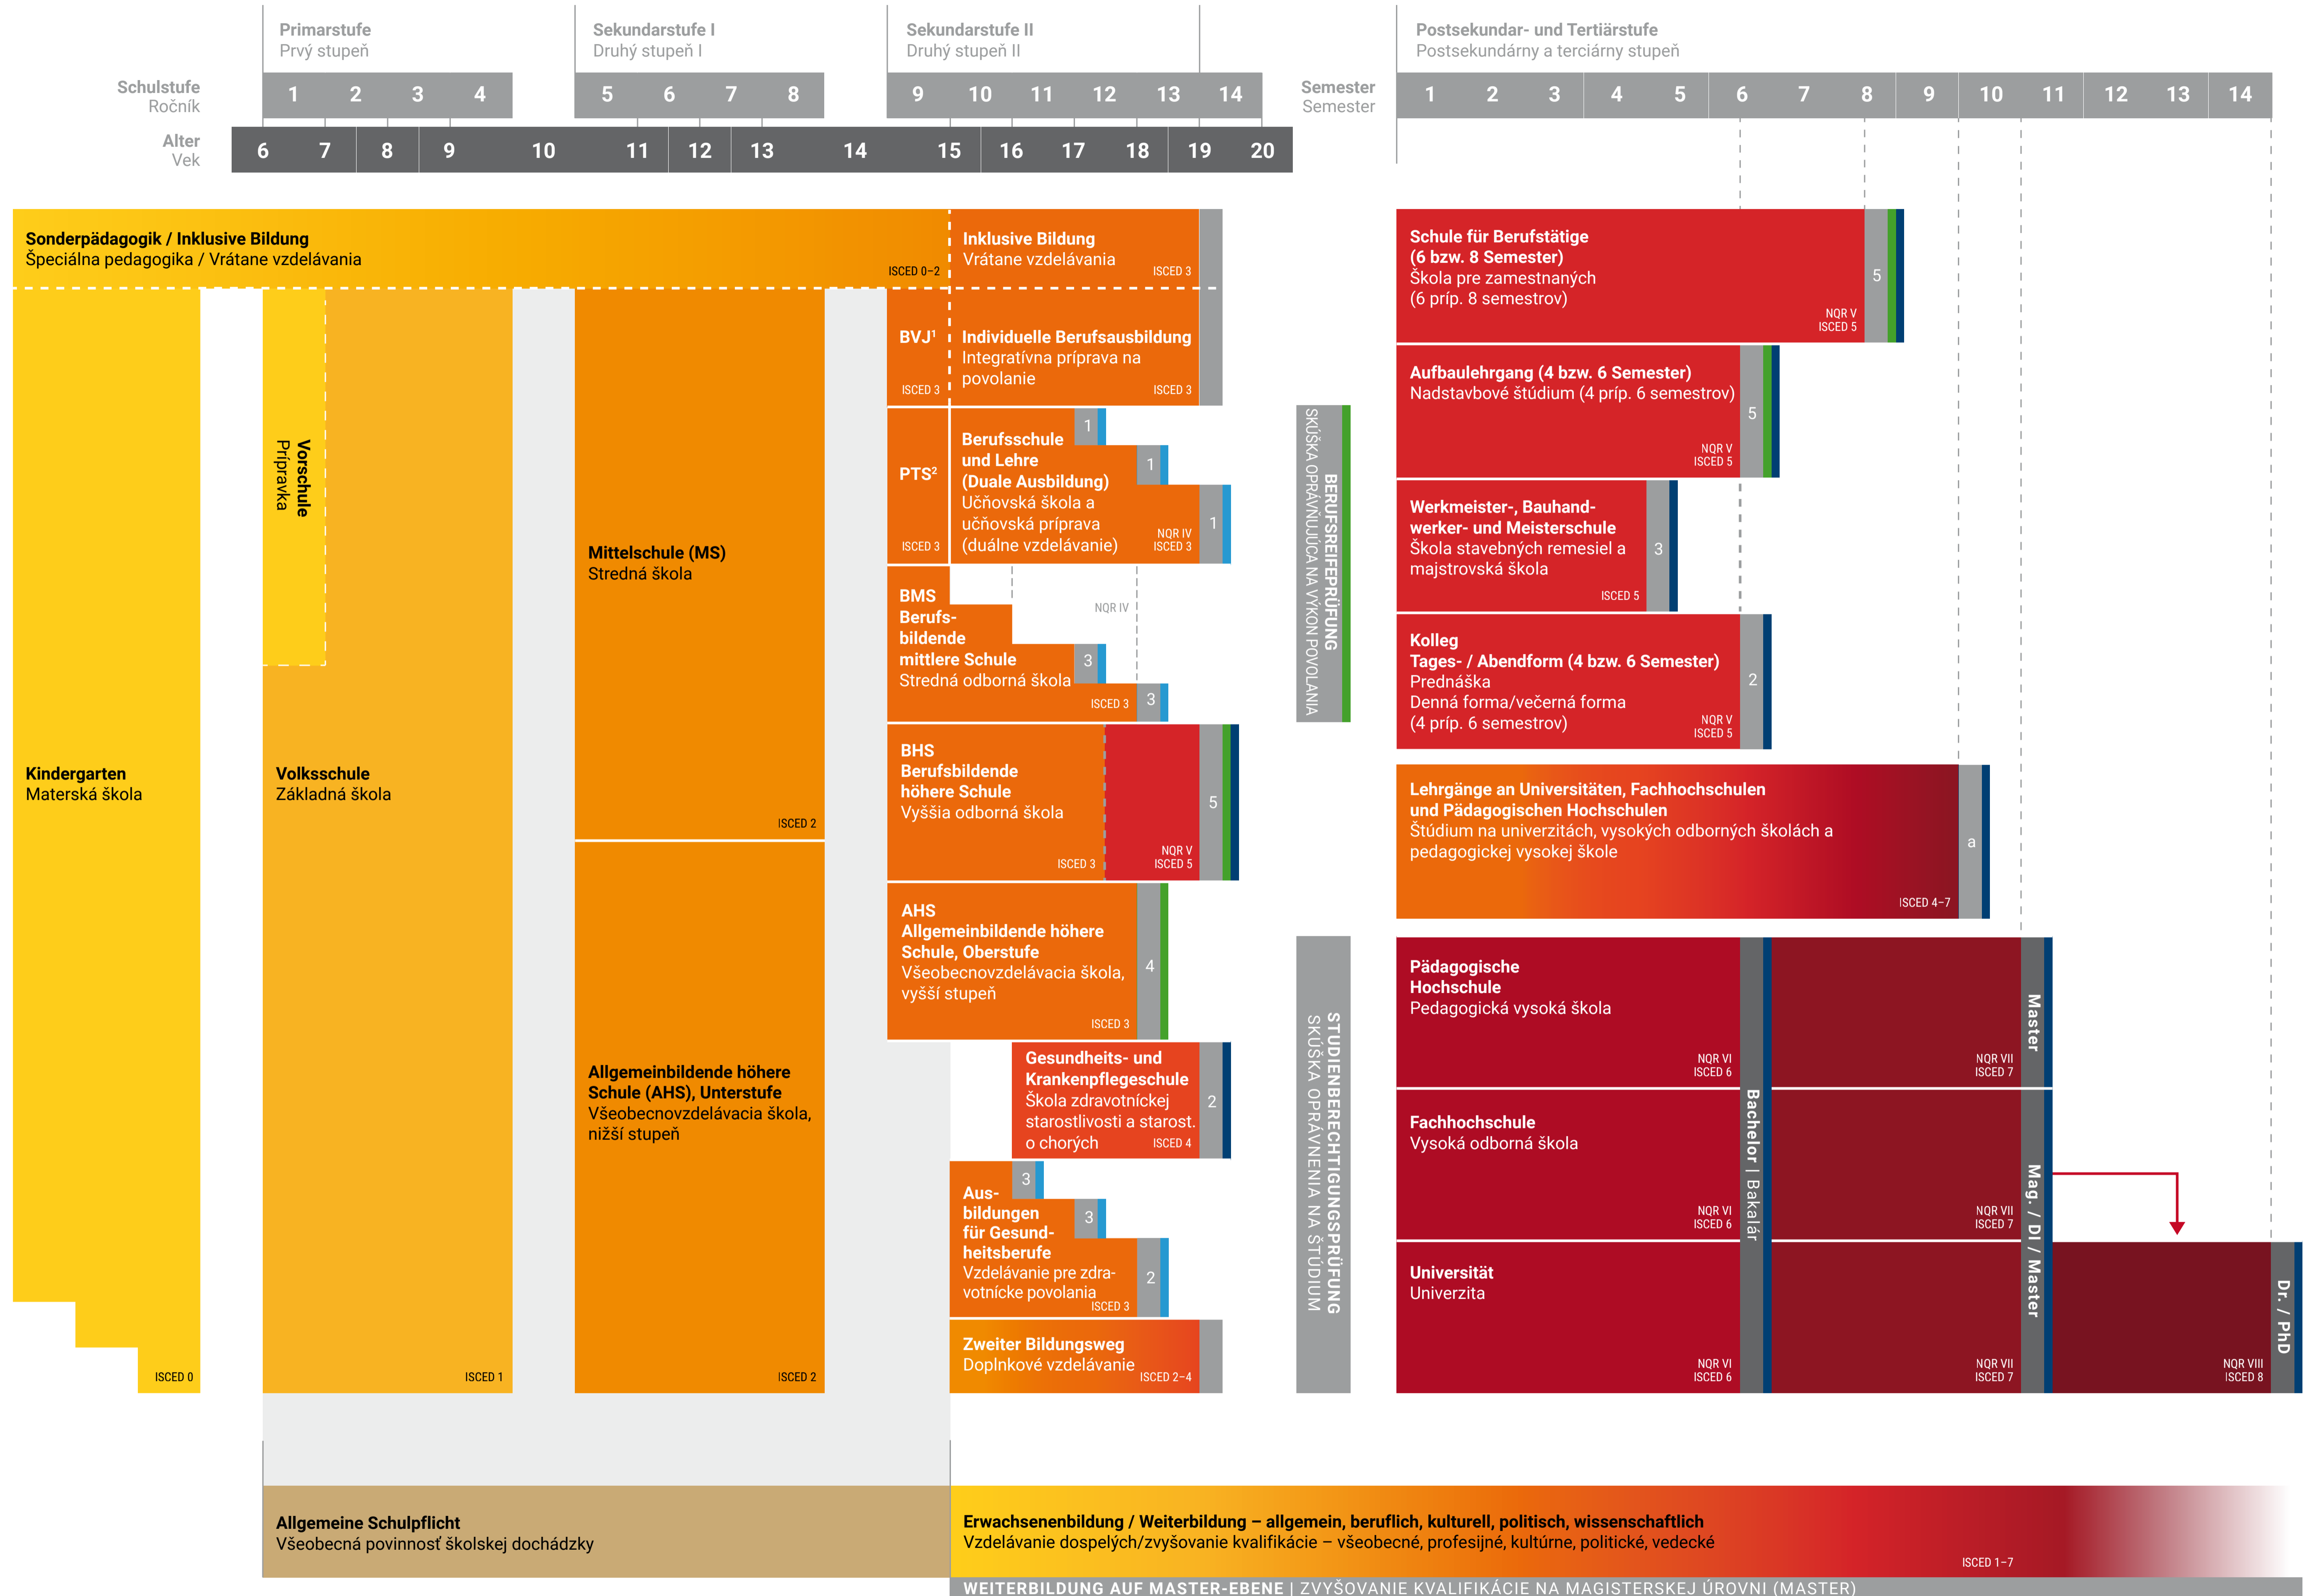 Primarstufe
Prvý stupeň
Sekundarstufe I
Druhý stupeň I
Sekundarstufe II
Druhý stupeň II
Postsekundar- und Tertiärstufe
Postsekundárny a terciárny stupeň
Schulstufe
Ročník
1 2 3 4 5 6 7 8 9 10 11 12 13 14
Semester
Semester
1 2 3 4 5 6 7 8 9 10 11 12 13 14
Alter
Vek
6 7 8 9 10 11 12 13 14 15 16 17 18 19 20
Sonderpädagogik / Inklusive Bildung
Špeciálna pedagogika / Vrátane vzdelávania
ISCED 0–2
Inklusive Bildung
Vrátane vzdelávania
ISCED 3
BVJ¹
ISCED 3
Individuelle Berufsausbildung
Integratívna príprava na
povolanie
ISCED 3
Kindergarten
Materská škola
ISCED 0
Vorschule
Prípravka
Volksschule
Základná škola
ISCED 1
Mittelschule (MS)
Stredná škola
ISCED 2
Allgemeinbildende höhere
Schule (AHS), Unterstufe
Všeobecnovzdelávacia škola,
nižší stupeň
ISCED 2
PTS²
ISCED 3
Berufsschule
und Lehre
(Duale Ausbildung)
Učňovská škola a
učňovská príprava
(duálne vzdelávanie)
NQR IV
ISCED 3
1
1
1
BMS
Berufs-
bildende
mittlere Schule
Stredná odborná škola
ISCED 3
NQR IV
3
3
BHS
Berufsbildende
höhere Schule
Vyššia odborná škola
ISCED 3
NQR V
ISCED 5
5
AHS
Allgemeinbildende höhere
Schule, Oberstufe
Všeobecnovzdelávacia škola,
vyšší stupeň
ISCED 3
4
Gesundheits- und
Krankenpflegeschule
Škola zdravotníckej
starostlivosti a starost.
o chorých
ISCED 4
2
Aus-
bildungen
für Gesund-
heitsberufe
Vzdelávanie pre zdra-
votnícke povolania
ISCED 3
3
3
2
Zweiter Bildungsweg
Doplnkové vzdelávanie
ISCED 2–4
BERUFSREIFEPRÜFUNG
SKÚŠKA OPRÁVŇUJÚCA NA VÝKON POVOLANIA
STUDIENBERECHTIGUNGSPRÜFUNG
SKÚŠKA OPRÁVNENIA NA ŠTÚDIUM
Schule für Berufstätige
(6 bzw. 8 Semester)
Škola pre zamestnaných
(6 príp. 8 semestrov)
NQR V
ISCED 5
5
Aufbaulehrgang (4 bzw. 6 Semester)
Nadstavbové štúdium (4 príp. 6 semestrov)
NQR V
ISCED 5
5
Werkmeister-, Bauhand-
werker- und Meisterschule
Škola stavebných remesiel a
majstrovská škola
ISCED 5
3
Kolleg
Tages- / Abendform (4 bzw. 6 Semester)
Prednáška
Denná forma/večerná forma
(4 príp. 6 semestrov)
NQR V
ISCED 5
2
Lehrgänge an Universitäten, Fachhochschulen
und Pädagogischen Hochschulen
Štúdium na univerzitách, vysokých odborných školách a
pedagogickej vysokej škole
ISCED 4–7
a
Pädagogische
Hochschule
Pedagogická vysoká škola
NQR VI
ISCED 6
NQR VII
ISCED 7
Master
Fachhochschule
Vysoká odborná škola
NQR VI
ISCED 6
NQR VII
ISCED 7
Bachelor | Bakalár
Mag. / DI / Master
Universität
Univerzita
NQR VI
ISCED 6
NQR VII
ISCED 7
NQR VIII
ISCED 8
Dr. / PhD
Allgemeine Schulpflicht
Všeobecná povinnosť školskej dochádzky
Erwachsenenbildung / Weiterbildung – allgemein, beruflich, kulturell, politisch, wissenschaftlich
Vzdelávanie dospelých/zvyšovanie kvalifikácie – všeobecné, profesijné, kultúrne, politické, vedecké
ISCED 1–7
WEITERBILDUNG AUF MASTER-EBENE | ZVYŠOVANIE KVALIFIKÁCIE NA MAGISTERSKEJ ÚROVNI (MASTER)